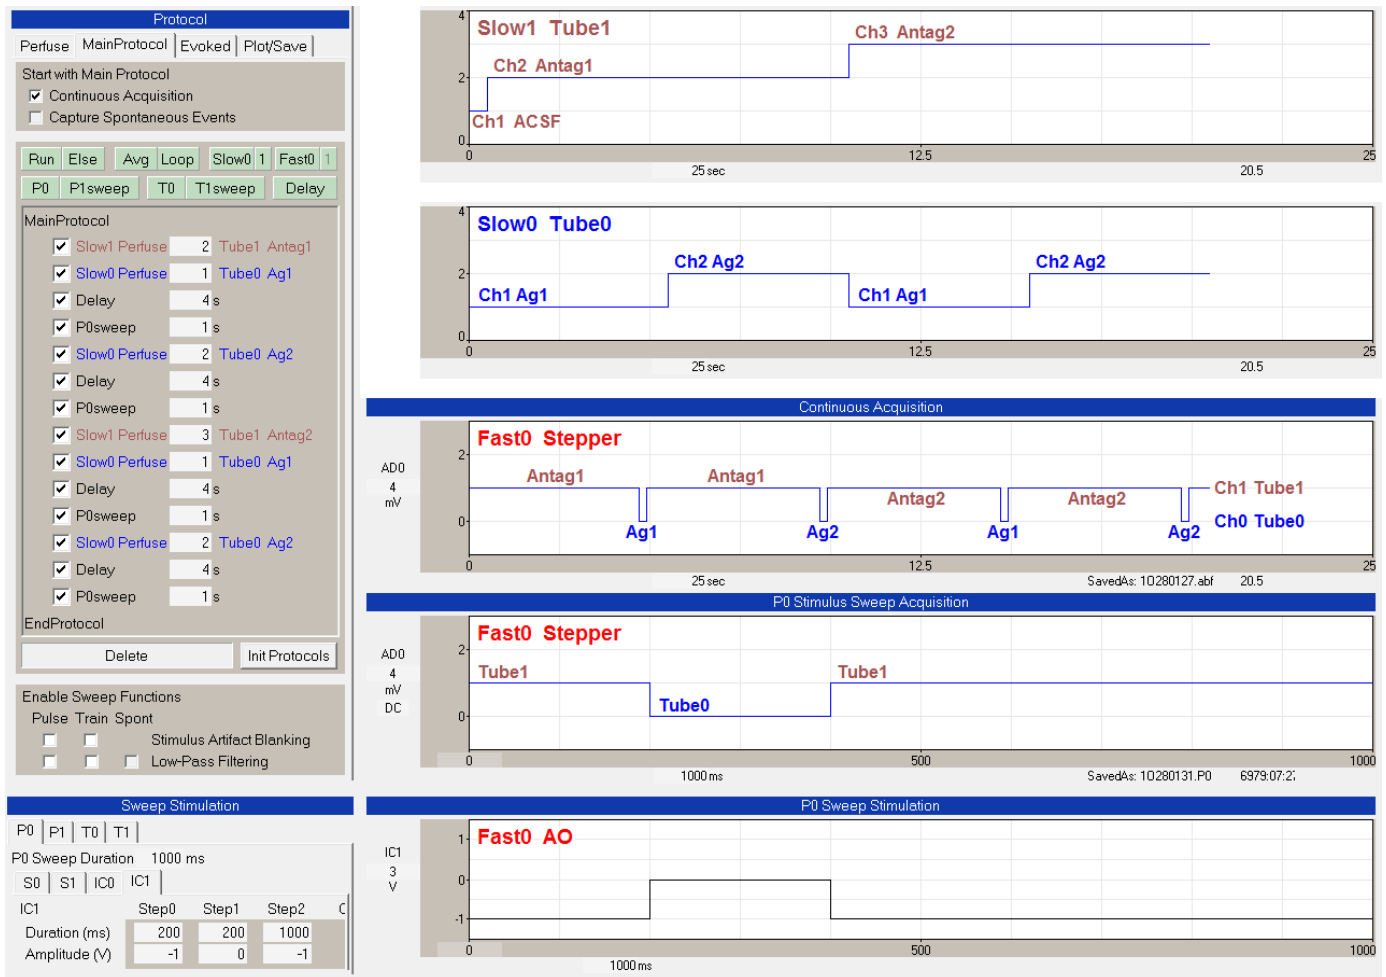 Protocol
Perfuse MainProtocol Evoked Plot/Save
Start with Main Protocol
Continuous Acquisition
Capture Spontaneous Events
Run Else Avg Loop Slow0 1 Fast0 1
P0 P1sweep T0 T1sweep Delay
MainProtocol
Slow1 Perfuse 2 Tube1 Antag1
Slow0 Perfuse 1 Tube0 Ag1
Delay 4 s
P0sweep 1 s
Slow0 Perfuse 2 Tube0 Ag2
Delay 4 s
P0sweep 1 s
Slow1 Perfuse 3 Tube1 Antag2
Slow0 Perfuse 1 Tube0 Ag1
Delay 4 s
P0sweep 1 s
Slow0 Perfuse 2 Tube0 Ag2
Delay 4 s
P0sweep 1 s
EndProtocol
Delete Init Protocols
Enable Sweep Functions
Pulse Train Spont
Stimulus Artifact Blanking
Low-Pass Filtering
Sweep Stimulation
P0 P1 T0 T1
P0 Sweep Duration 1000 ms
S0 S1 IC0 IC1
IC1 Step0 Step1 Step2
Duration (ms) 200 200 1000
Amplitude (V) -1 0 -1
4
Slow1 Tube1
Ch3 Antag2
Ch2 Antag1
2
Ch1 ACSF
0
0 12.5 25
25 sec 20.5
4
Slow0 Tube0
Ch2 Ag2 Ch2 Ag2
2
Ch1 Ag1 Ch1 Ag1
0
0 12.5 25
25 sec 20.5
Continuous Acquisition
Fast0 Stepper
2
AD0
4
mV
Antag1 Antag1
Antag2 Antag2
Ch1 Tube1
0
Ch0 Tube0
Ag1 Ag2 Ag1 Ag2
0 12.5 25
25 sec SavedAs: 10280127.abf 20.5
P0 Stimulus Sweep Acquisition
Fast0 Stepper
2
AD0
4
mV
DC
Tube1 Tube1
Tube0
0
0 500 1000
1000 ms SavedAs: 10280131.P0 6979:07:2
P0 Sweep Stimulation
Fast0 AO
1
IC1
3
V
0
-1
0 500 1000
1000 ms